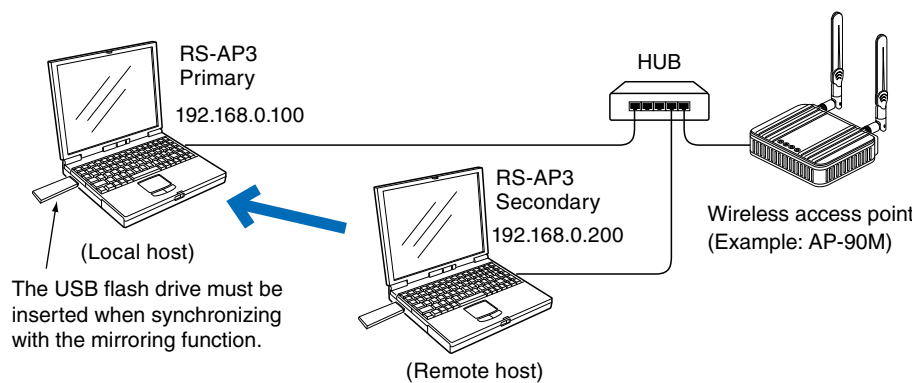 RS-AP3
Primary
192.168.0.100
HUB
RS-AP3
Secondary
192.168.0.200
Wireless access point
(Example: AP-90M)
(Local host)
The USB flash drive must be
inserted when synchronizing
with the mirroring function.
(Remote host)